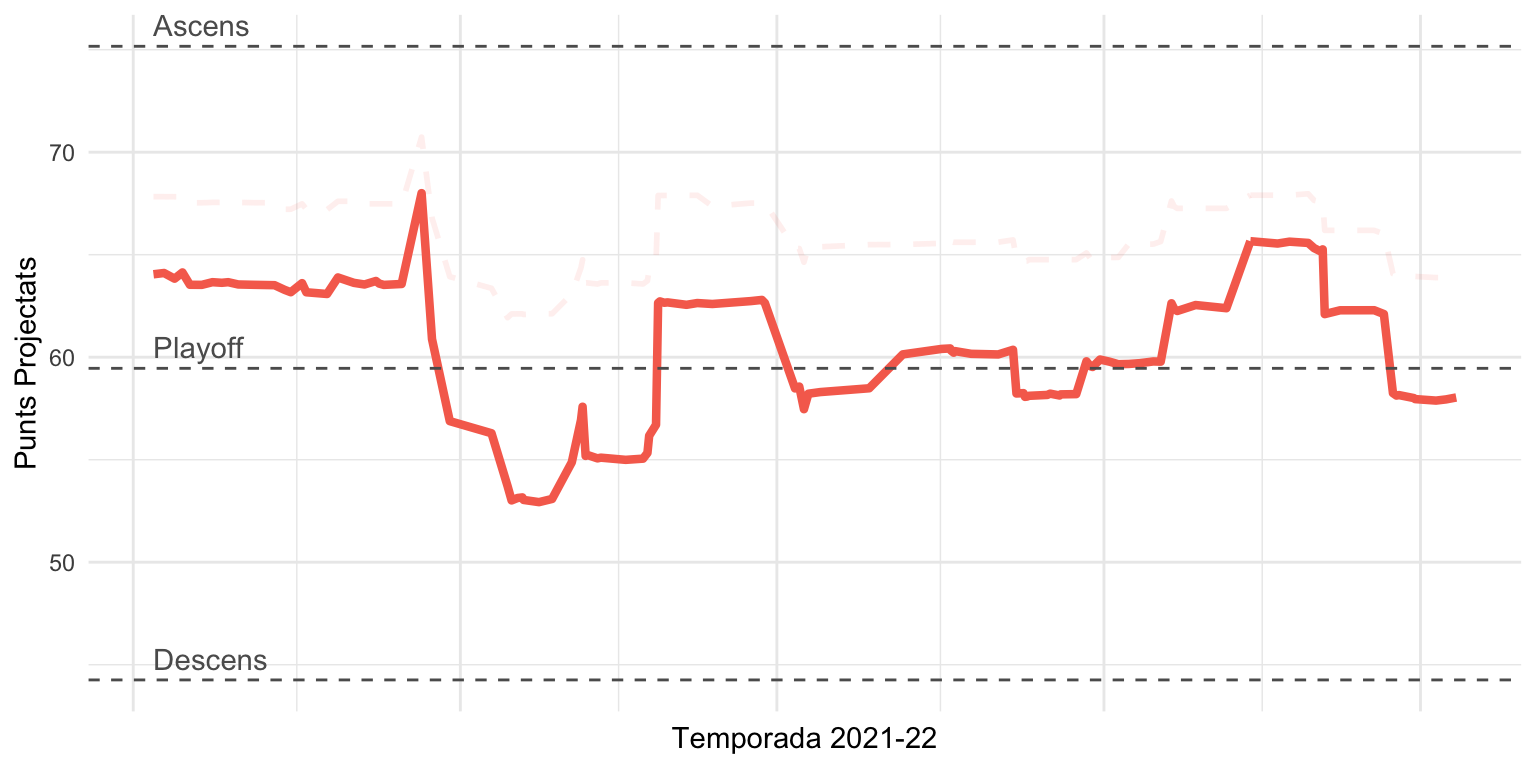 Ascens
70
Playoff
60
50
Descens
Punts Projectats
Temporada 2021-22